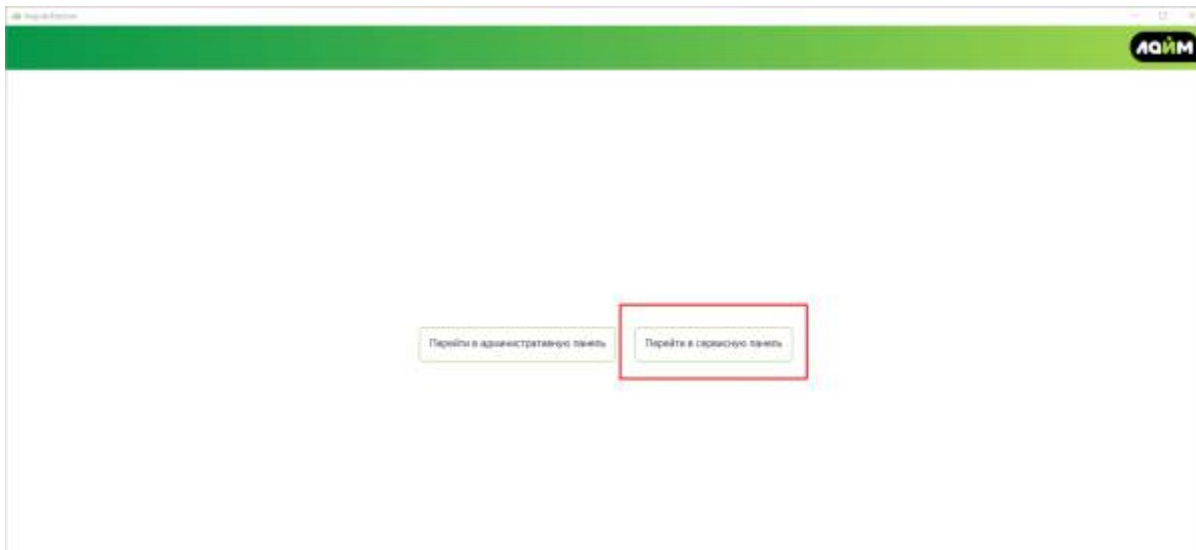 лайм
Перейти в административную панель
Перейти в сервисную панель